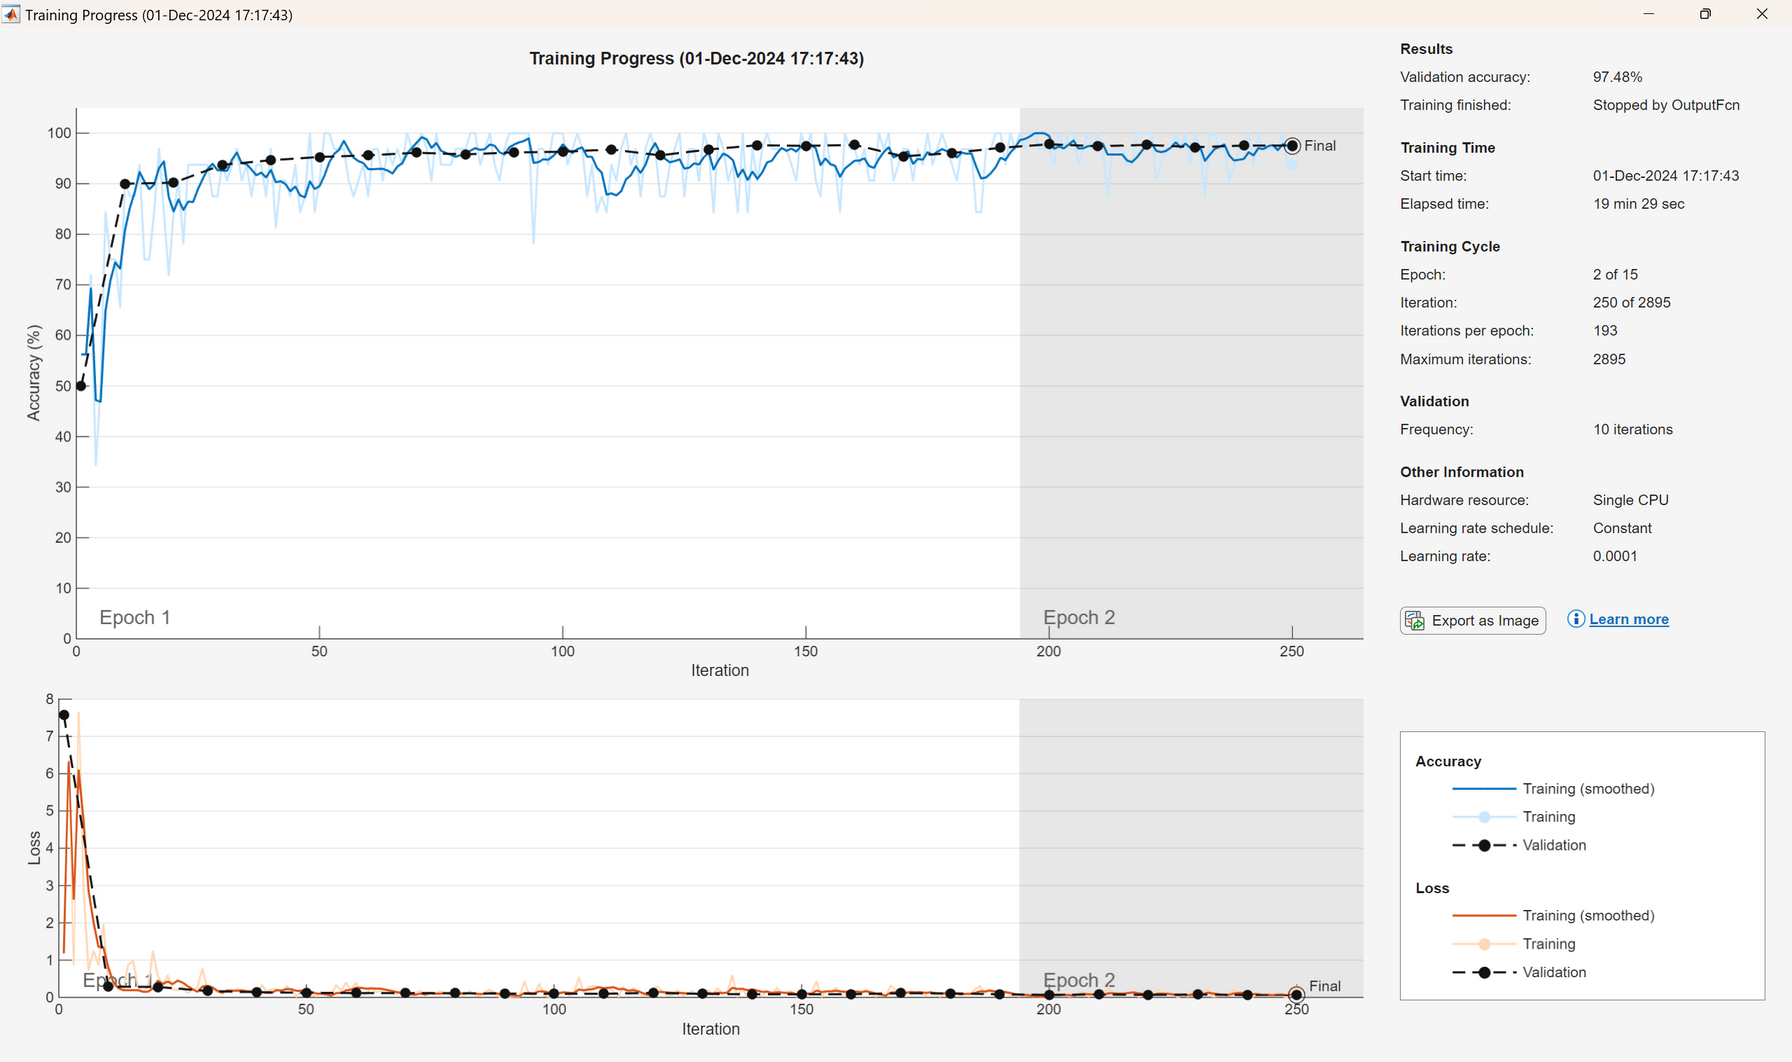 Training Progress (01-Dec-2024 17:17:43)
Training Progress (01-Dec-2024 17:17:43)
100
90
80
70
60
50
40
30
20
10
0
Accuracy (%)
Epoch 1
Epoch 2
Final
0
50
100
150
200
250
Iteration
8
7
6
5
4
3
2
1
0
Loss
Epoch 1
Epoch 2
Final
0
50
100
150
200
250
Iteration
Results
Validation accuracy: 97.48%
Training finished: Stopped by OutputFcn
Training Time
Start time: 01-Dec-2024 17:17:43
Elapsed time: 19 min 29 sec
Training Cycle
Epoch: 2 of 15
Iteration: 250 of 2895
Iterations per epoch: 193
Maximum iterations: 2895
Validation
Frequency: 10 iterations
Other Information
Hardware resource: Single CPU
Learning rate schedule: Constant
Learning rate: 0.0001
Export as Image
Learn more
Accuracy
Training (smoothed)
Training
Validation
Loss
Training (smoothed)
Training
Validation